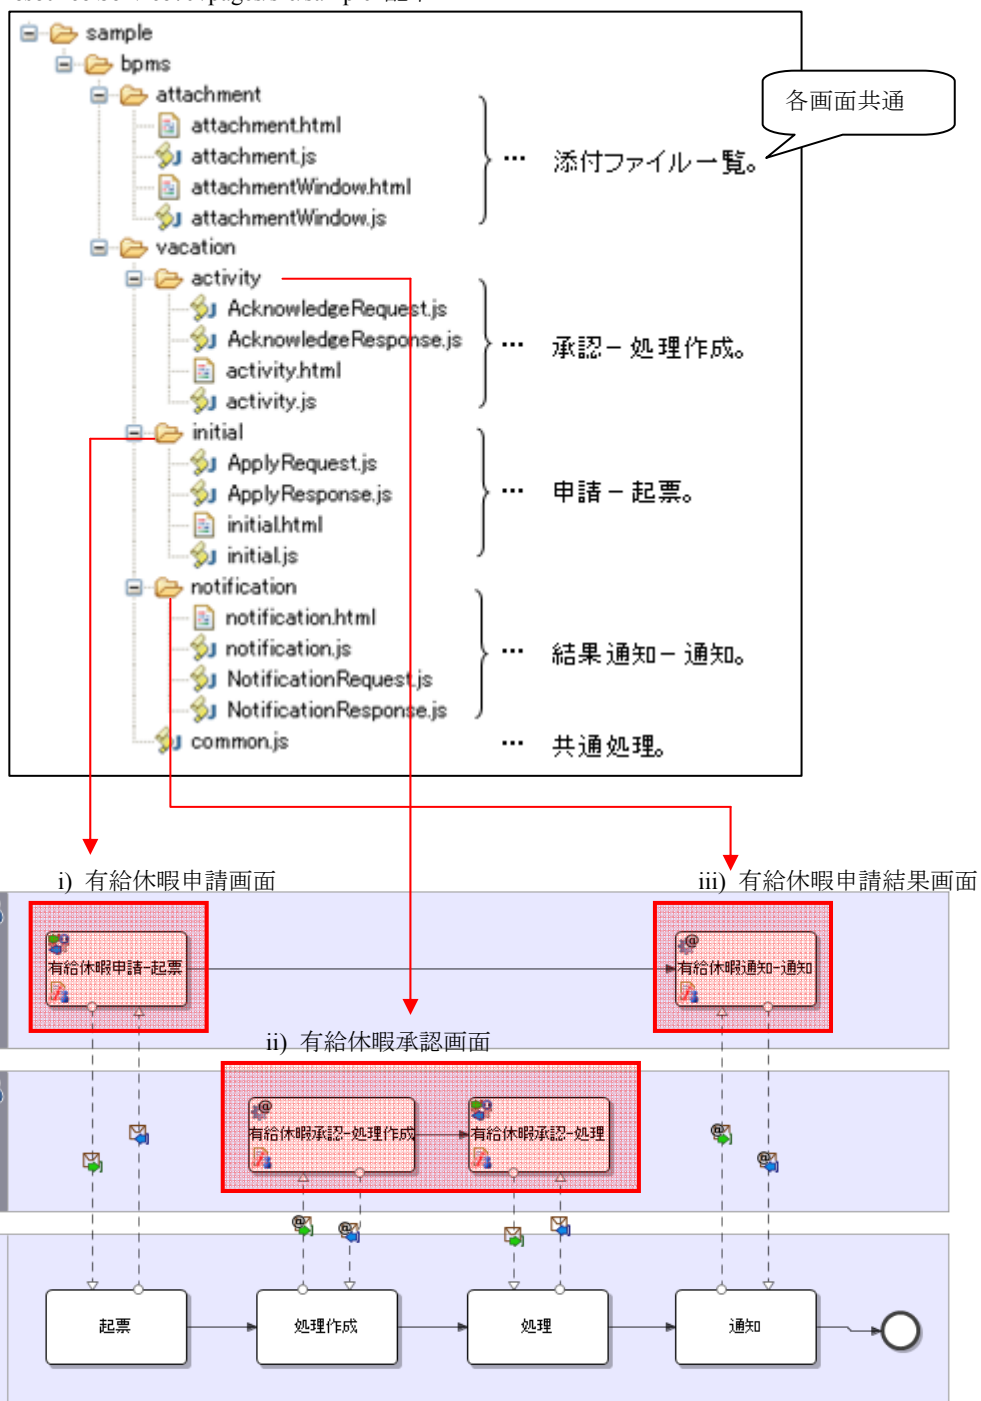 sample
bpms
attachment
attachment.html
attachment.js
attachmentWindow.html
attachmentWindow.js
… 添付ファイル一覧。
各画面共通
vacation
activity
AcknowledgeRequest.js
AcknowledgeResponse.js
activity.html
activity.js
… 承認－処理作成。
initial
ApplyRequest.js
ApplyResponse.js
initial.html
initial.js
… 申請－起票。
notification
notification.html
notification.js
NotificationRequest.js
NotificationResponse.js
… 結果通知－通知。
common.js … 共通処理。
i) 有給休暇申請画面
iii) 有給休暇申請結果画面
有給休暇申請-起票
有給休暇通知-通知
ii) 有給休暇承認画面
有給休暇承認-処理作成
有給休暇承認-処理
起票
処理作成
処理
通知